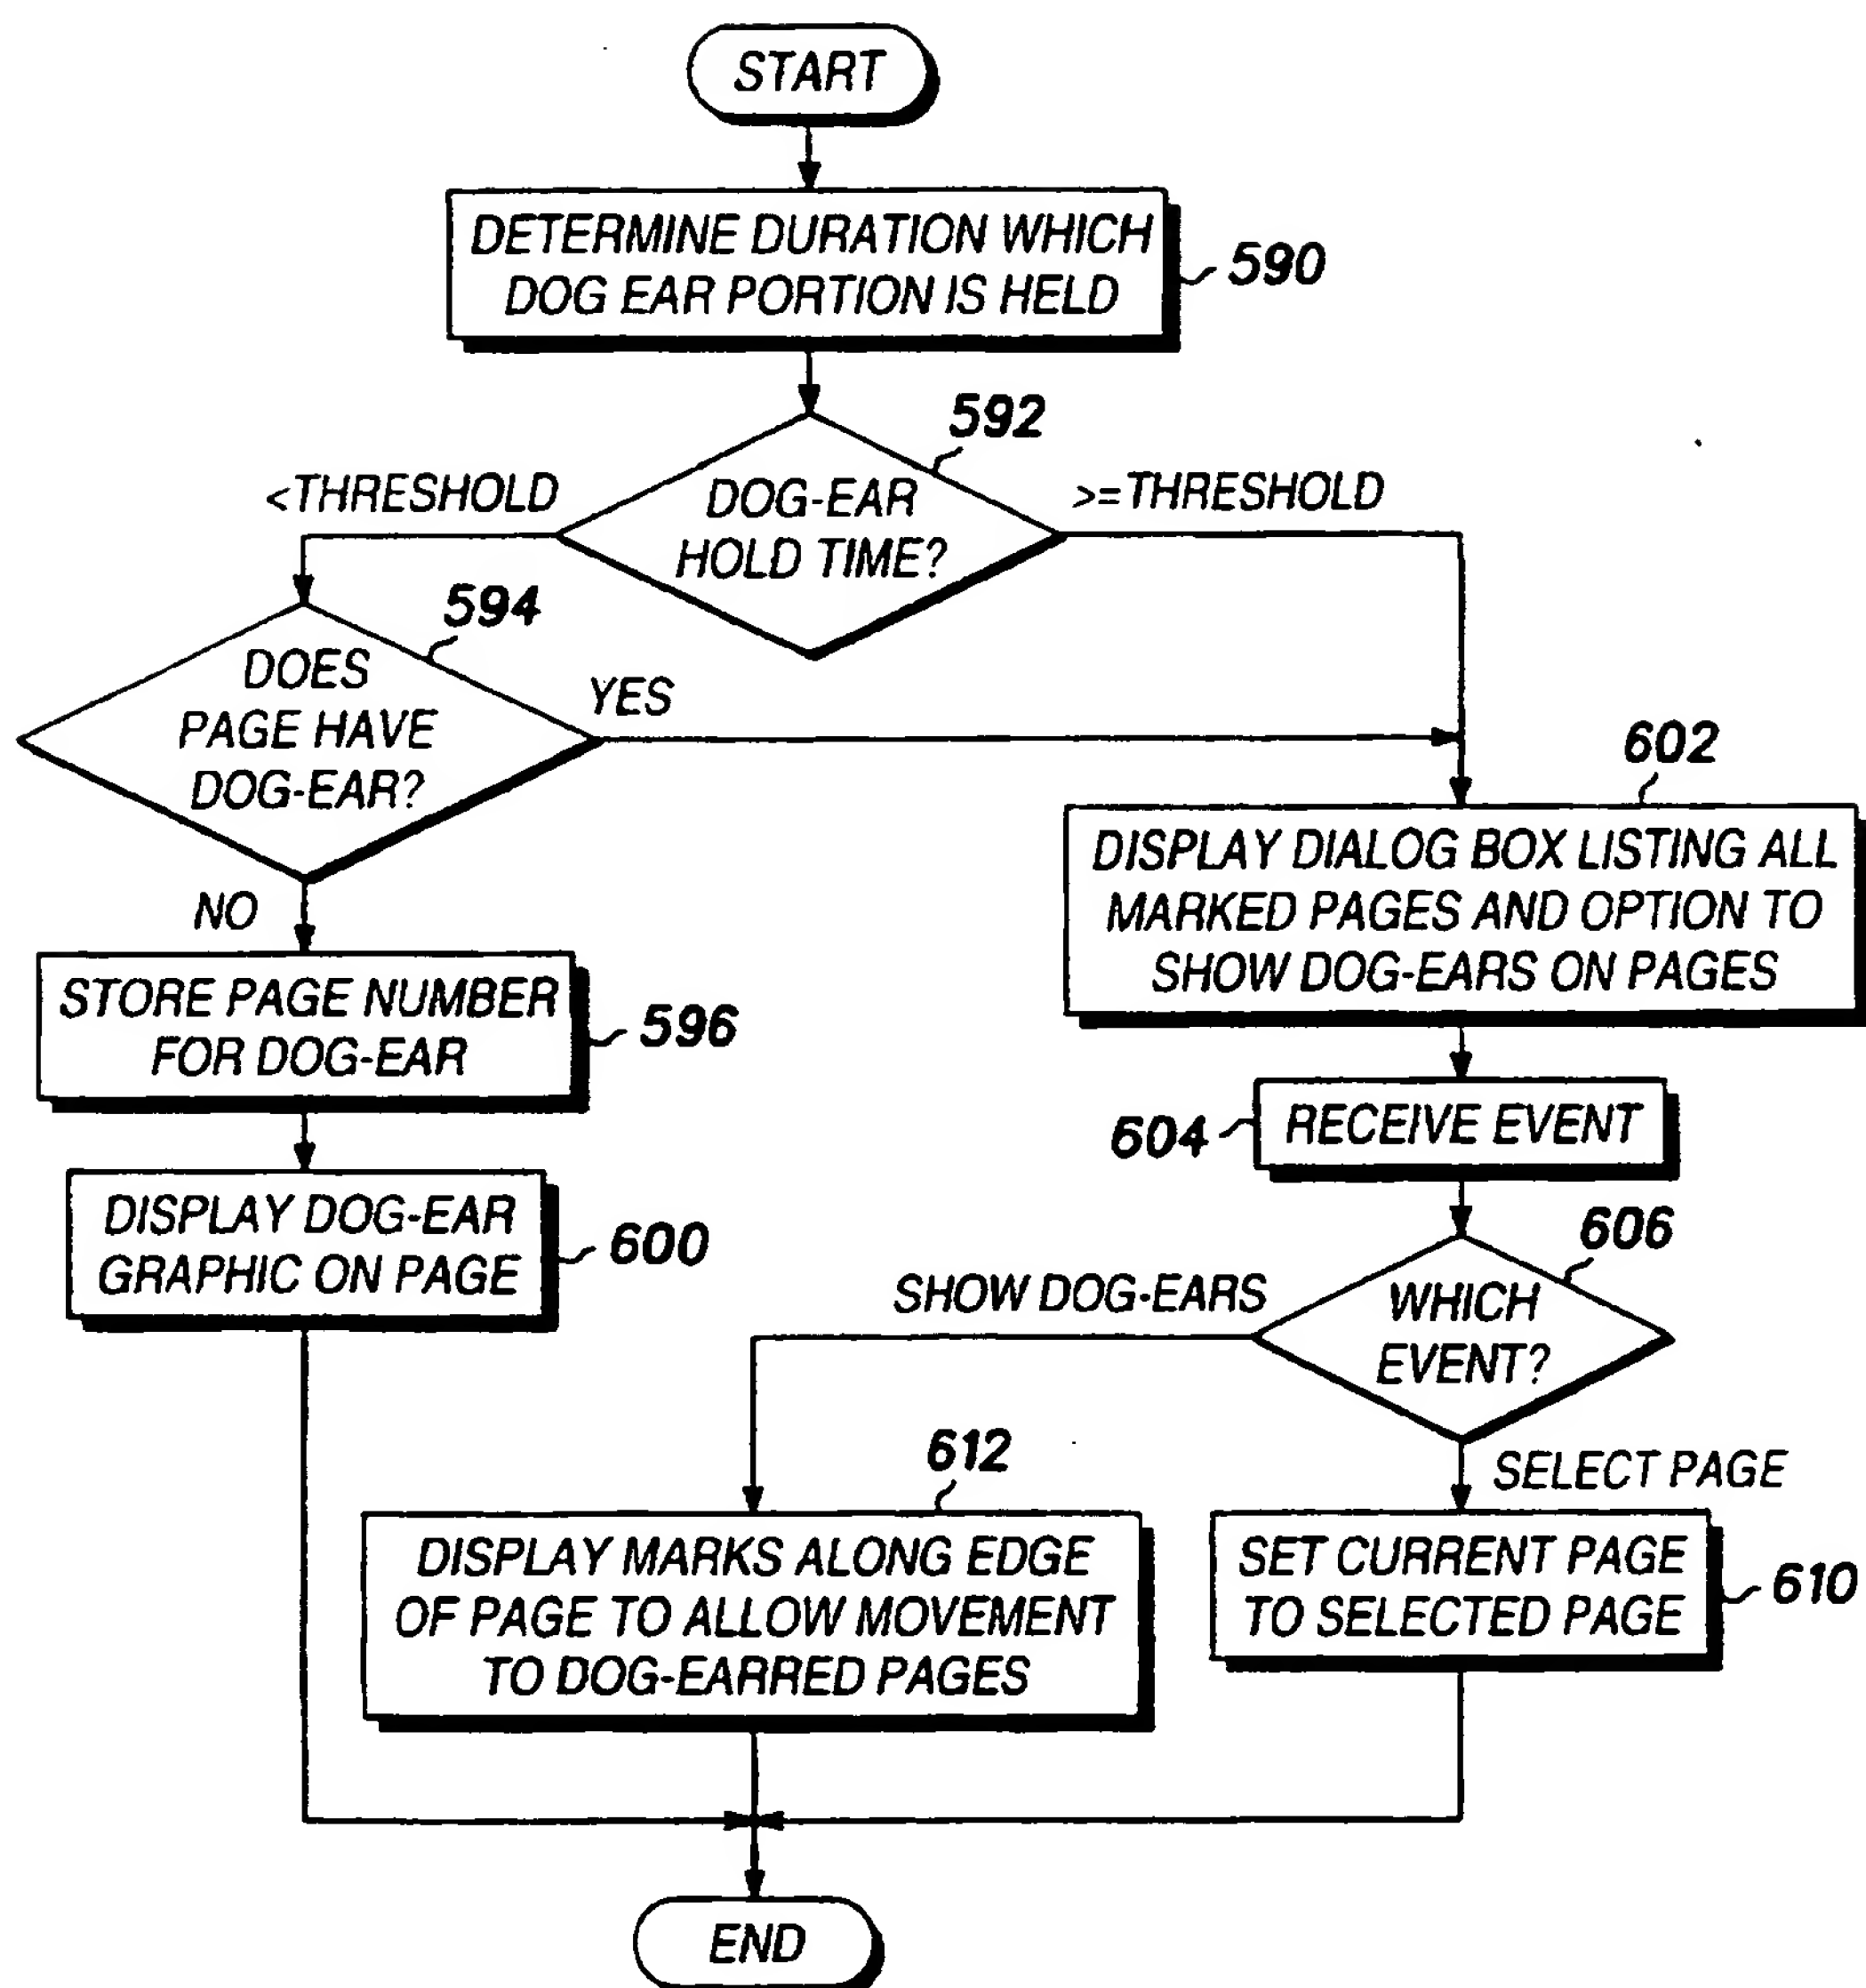 START
DETERMINE DURATION WHICH
DOG EAR PORTION IS HELD
590
592
<THRESHOLD
DOG-EAR
HOLD TIME?
>=THRESHOLD
594
DOES
PAGE HAVE
DOG-EAR?
YES
NO
602
DISPLAY DIALOG BOX LISTING ALL
MARKED PAGES AND OPTION TO
SHOW DOG-EARS ON PAGES
STORE PAGE NUMBER
FOR DOG-EAR
596
604
RECEIVE EVENT
DISPLAY DOG-EAR
GRAPHIC ON PAGE
600
606
SHOW DOG-EARS
WHICH
EVENT?
SELECT PAGE
612
DISPLAY MARKS ALONG EDGE
OF PAGE TO ALLOW MOVEMENT
TO DOG-EARRED PAGES
SET CURRENT PAGE
TO SELECTED PAGE
610
END